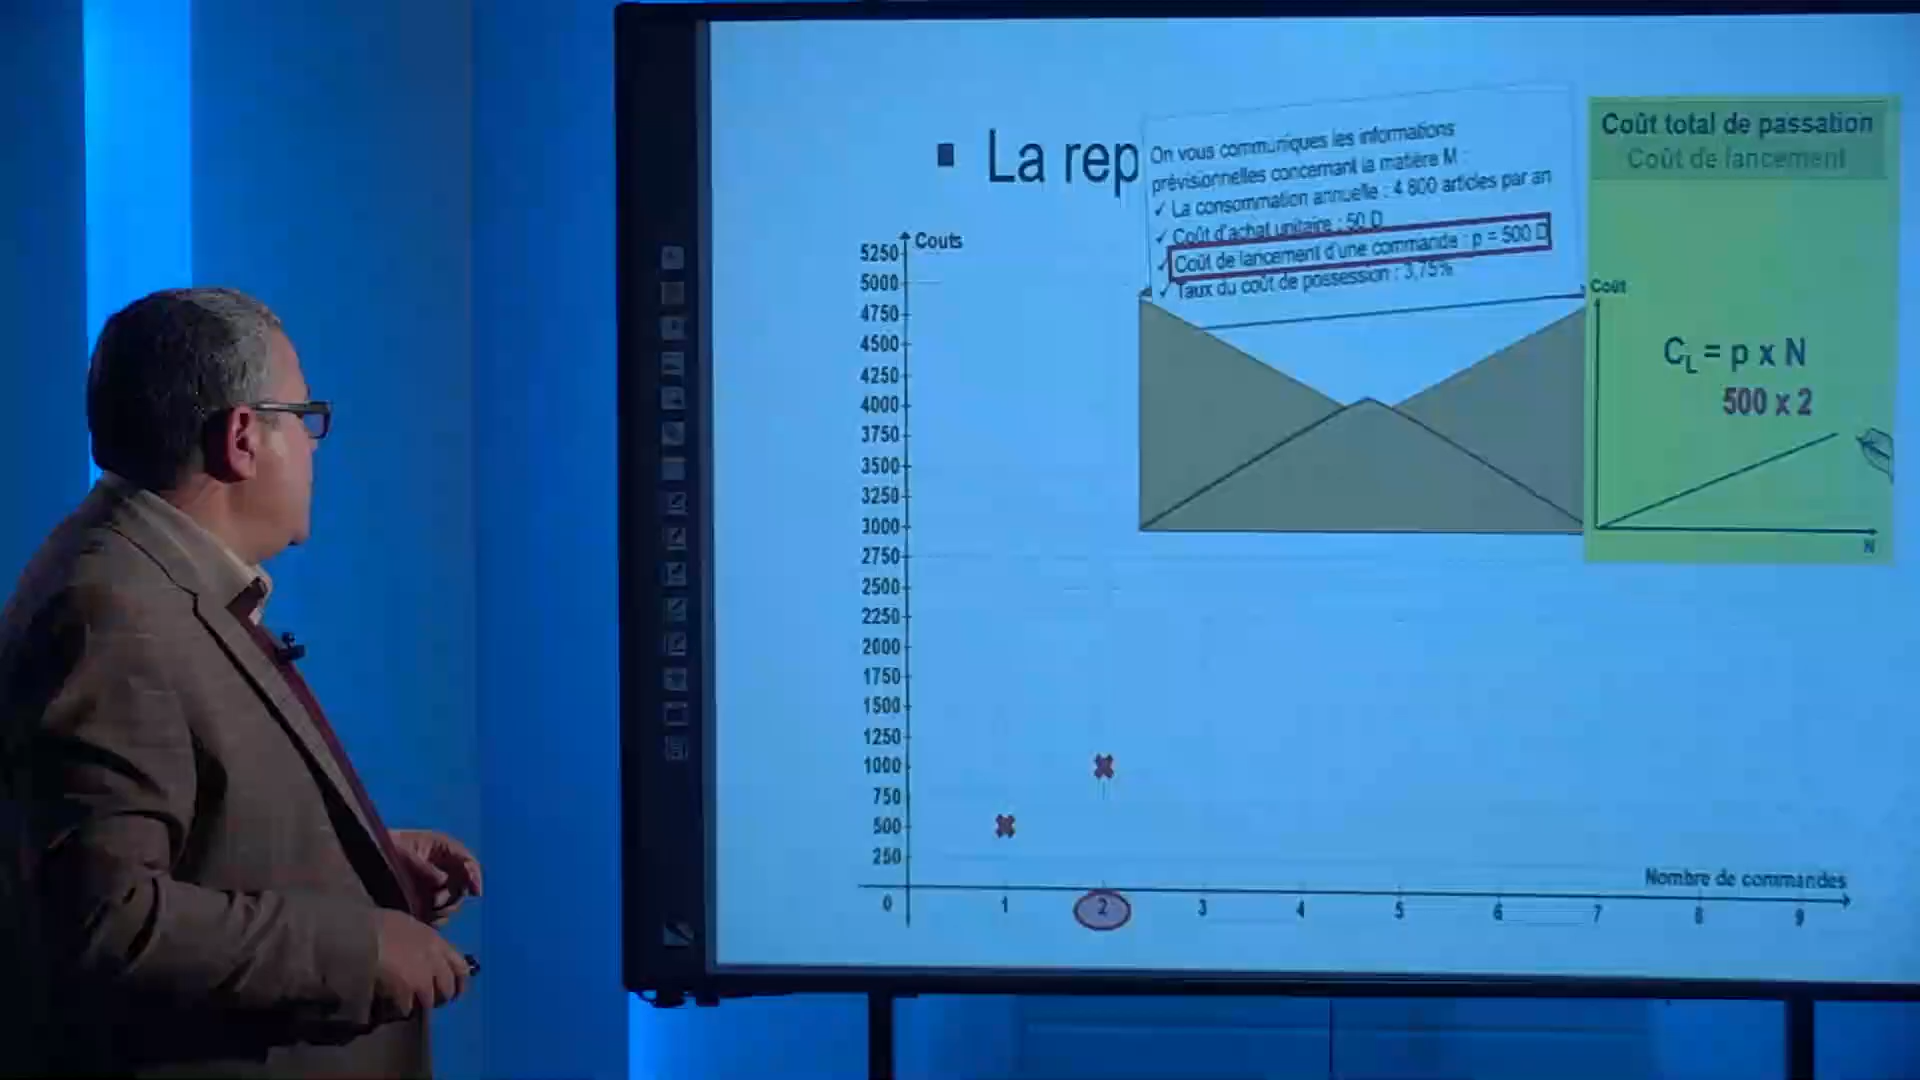 ▪ La rep
On vous communiques les informations
prévisionnelles concernant la matière M :
✓ La consommation annuelle : 4 800 articles par an
✓ Coût d'achat unitaire : 50 D
✓ Coût de lancement d'une commande : p = 500 D
✓ Taux du coût de possession : 3,75%
Coût total de passation
Coût de lancement
Coût
CL = p x N
500 x 2
N
Couts
5250
5000
4750
4500
4250
4000
3750
3500
3250
3000
2750
2500
2250
2000
1750
1500
1250
1000
750
500
250
Nombre de commandes
0 1 2 3 4 5 6 7 8 9